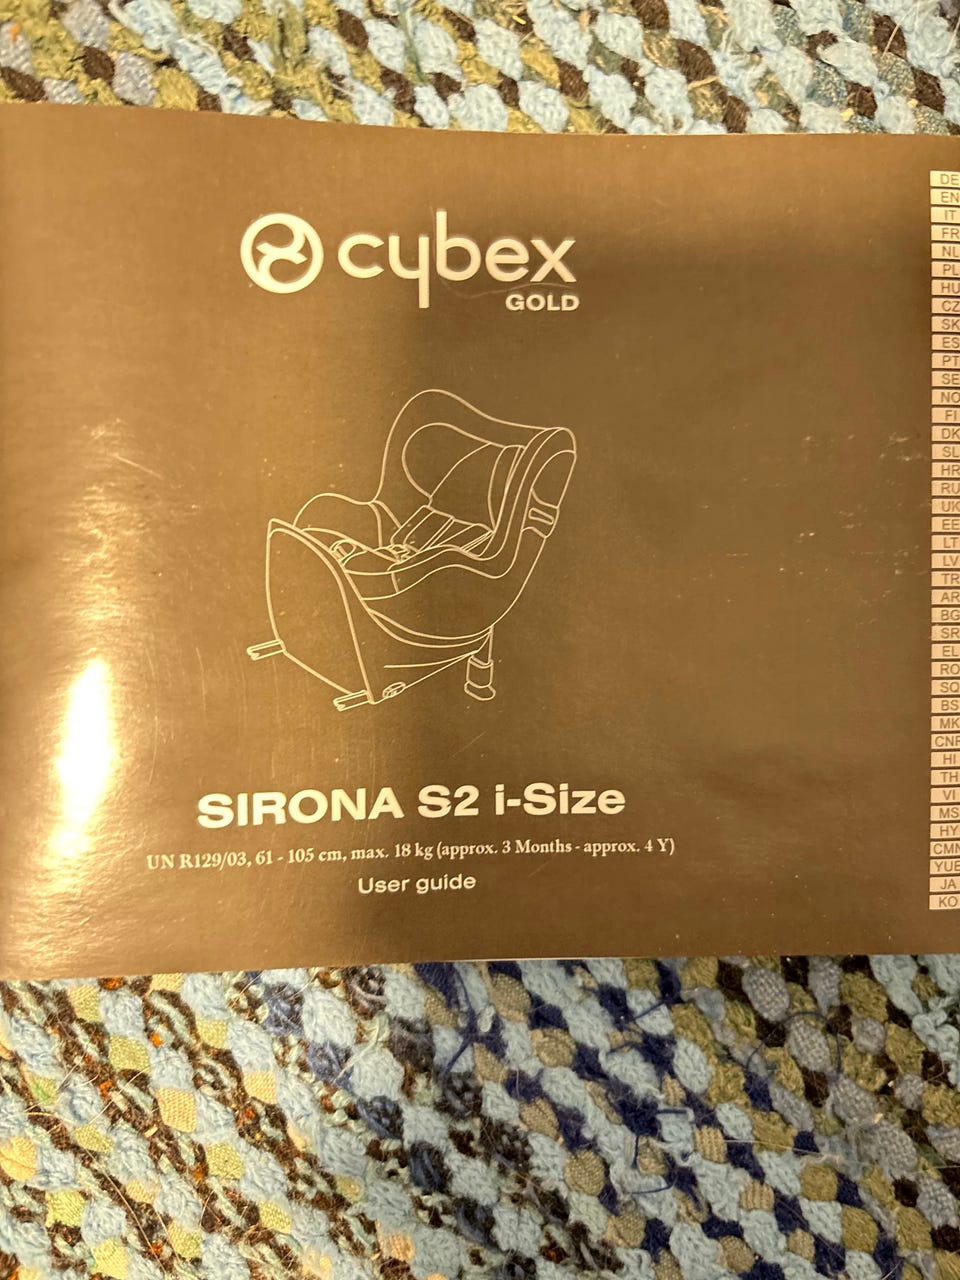 cybex
GOLD
SIRONA S2 i-Size
UN R129/03, 61 - 105 cm, max. 18 kg (approx. 3 Months - approx. 4 Y)
User guide
DE
EN
IT
FR
NL
PL
HU
CZ
SK
ES
PT
SE
NO
FI
DK
SL
HR
RU
UK
EE
LT
LV
TR
AR
BG
SR
EL
RO
SQ
BS
MK
CNR
HI
TH
VI
MS
HY
CMN
YUE
JA
KO